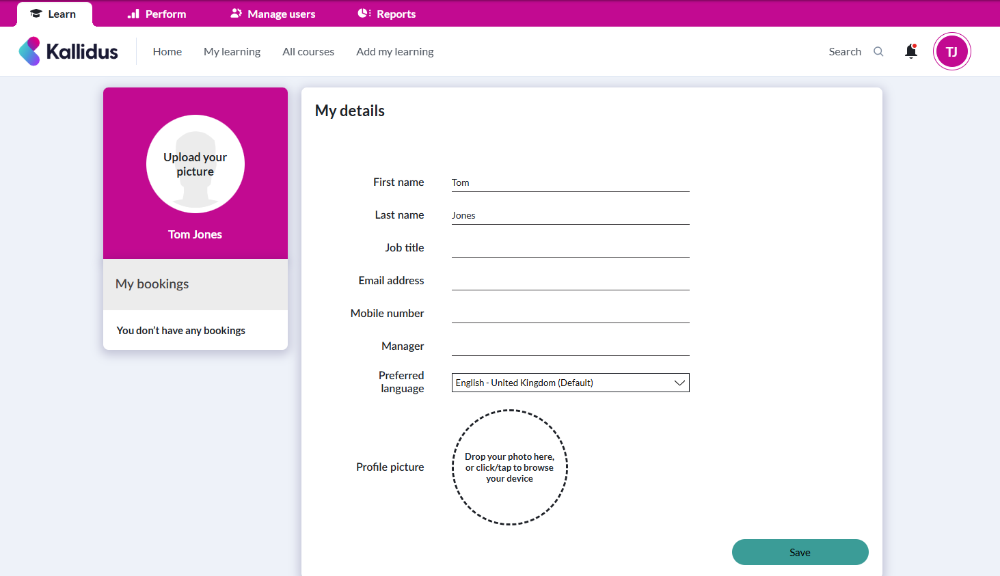 Learn
Perform
Manage users
Reports
Kallidus
Home
My learning
All courses
Add my learning
Search
TJ
Upload your
picture
Tom Jones
My bookings
You don't have any bookings
My details
First name
Tom
Last name
Jones
Job title
Email address
Mobile number
Manager
Preferred
language
English - United Kingdom (Default)
Profile picture
Drop your photo here,
or click/tap to browse
your device
Save